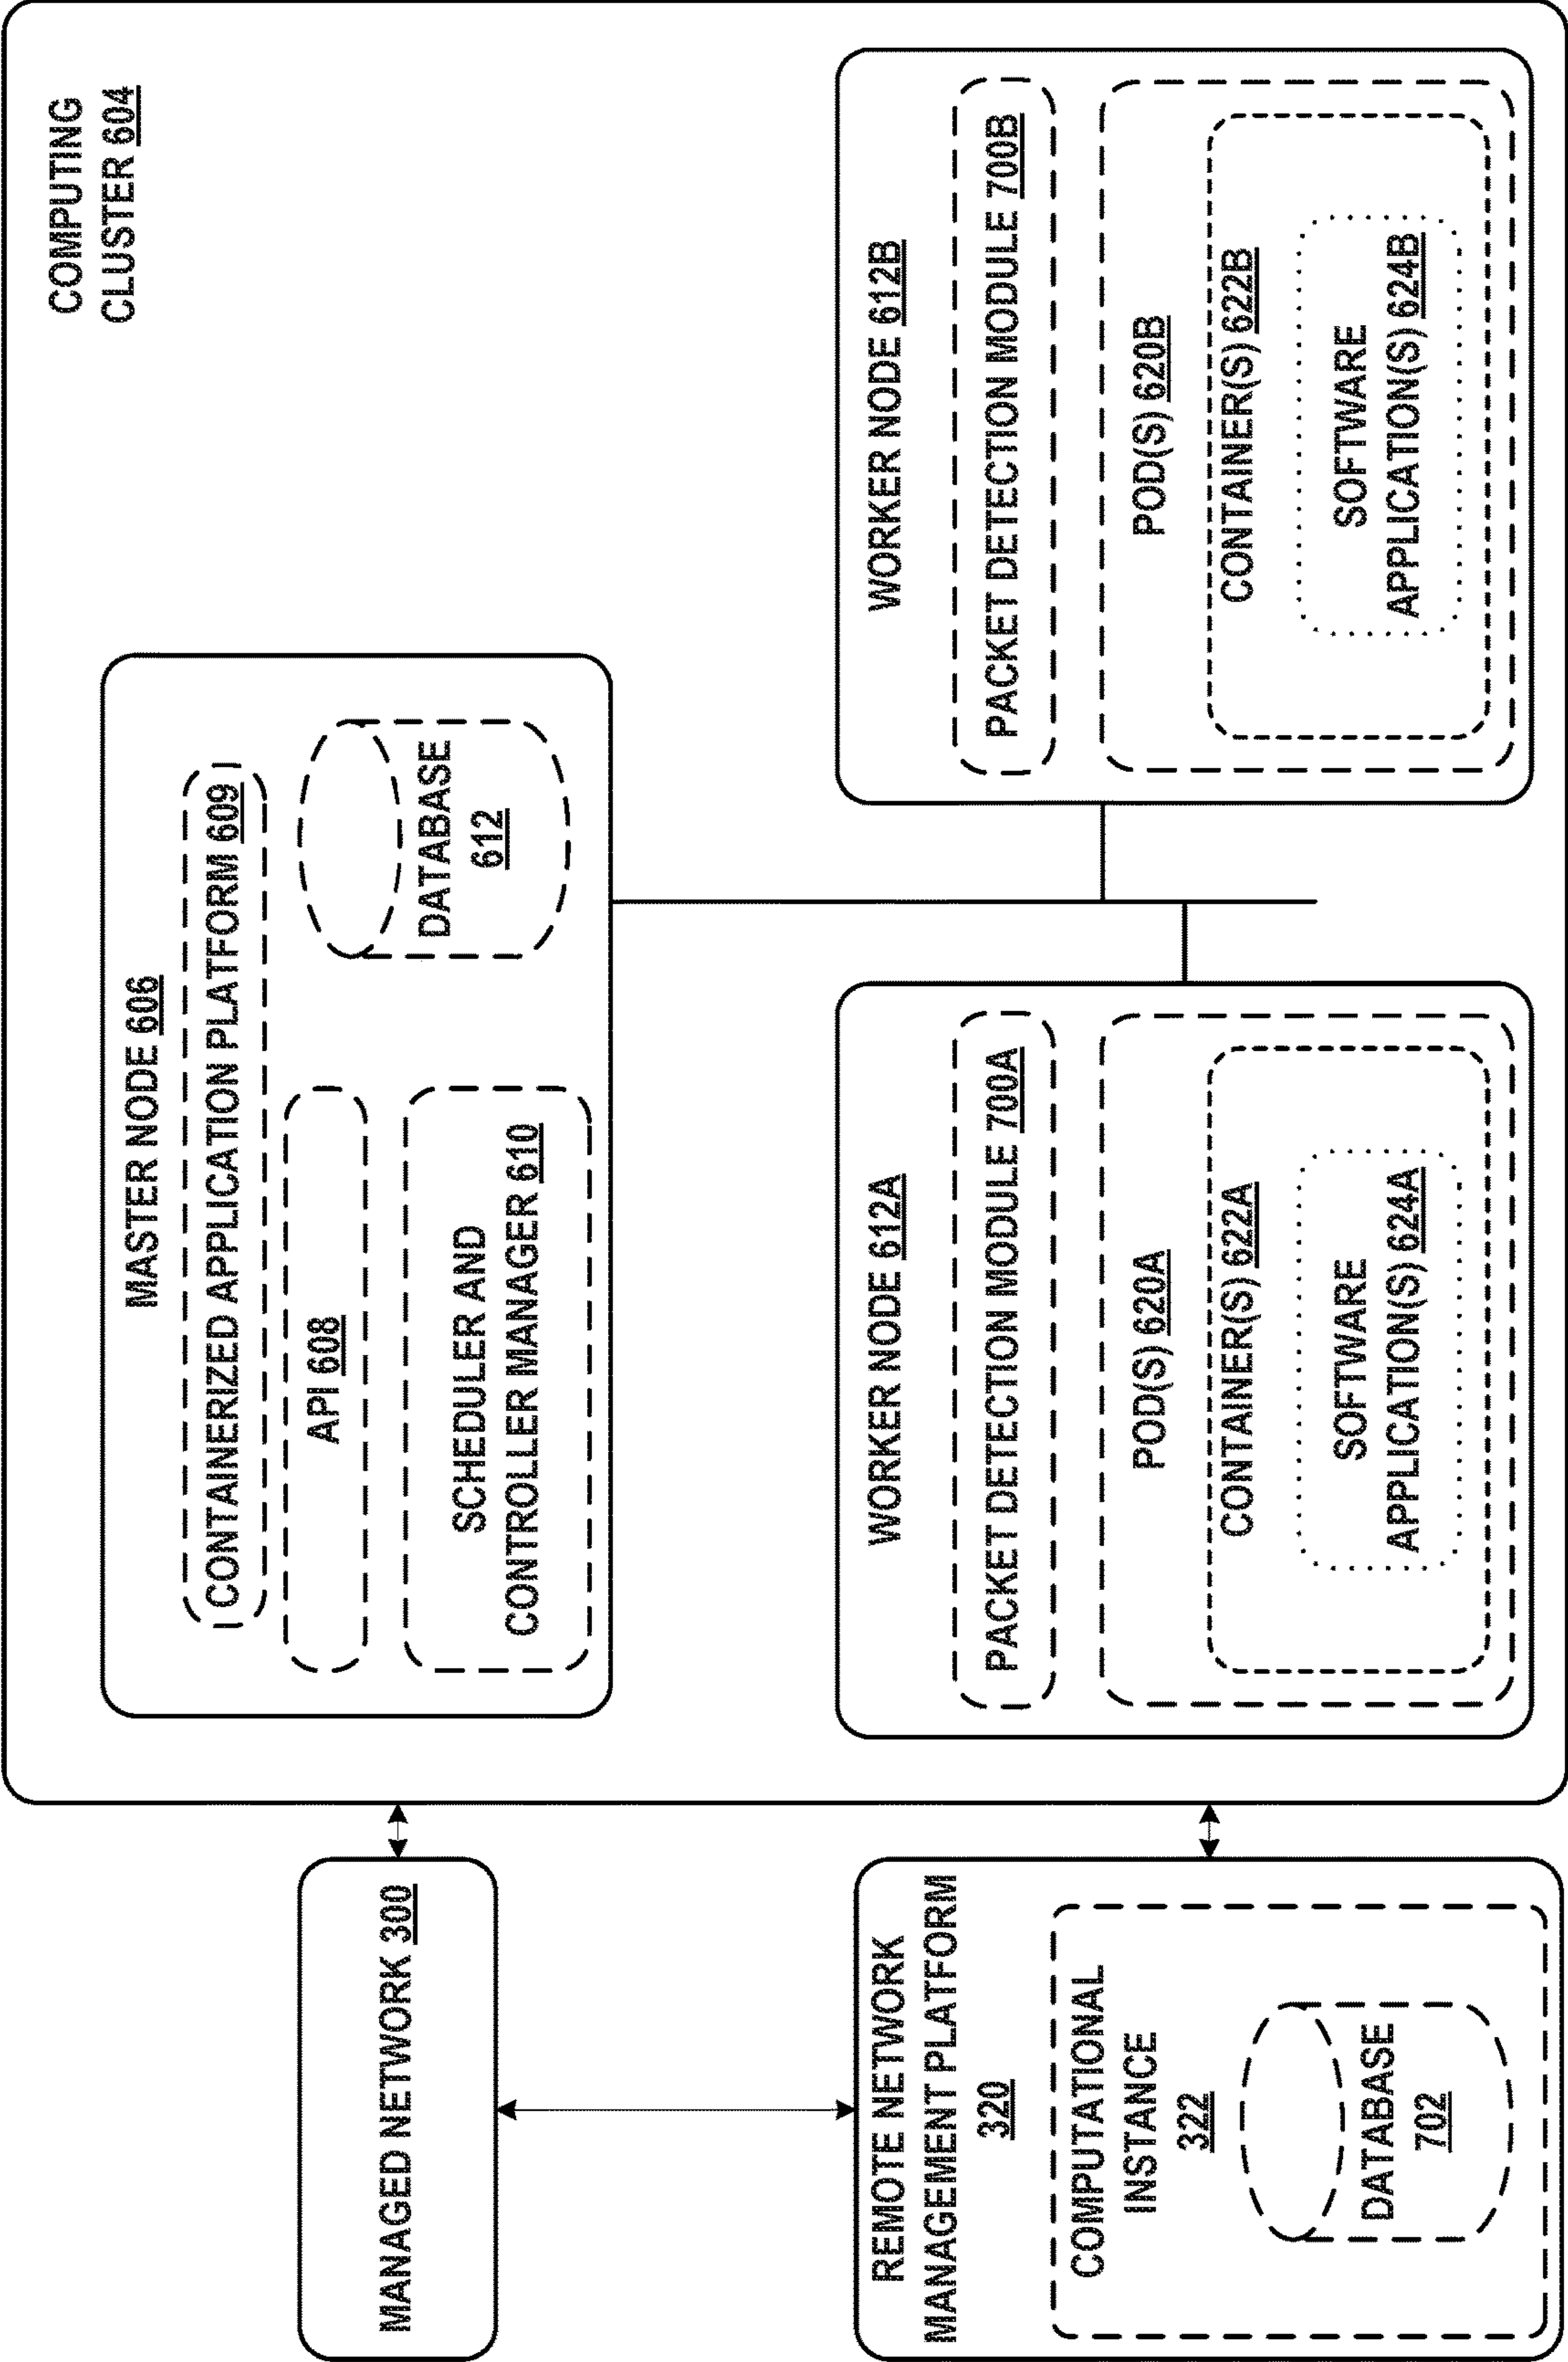 COMPUTING
CLUSTER 604
MASTER NODE 606
CONTAINERIZED APPLICATION PLATFORM 609
API 608
SCHEDULER AND
CONTROLLER MANAGER 610
DATABASE
612
MANAGED NETWORK 300
REMOTE NETWORK
MANAGEMENT PLATFORM
320
COMPUTATIONAL
INSTANCE
322
DATABASE
702
WORKER NODE 612A
PACKET DETECTION MODULE 700A
POD(S) 620A
CONTAINER(S) 622A
SOFTWARE
APPLICATION(S) 624A
WORKER NODE 612B
PACKET DETECTION MODULE 700B
POD(S) 620B
CONTAINER(S) 622B
SOFTWARE
APPLICATION(S) 624B